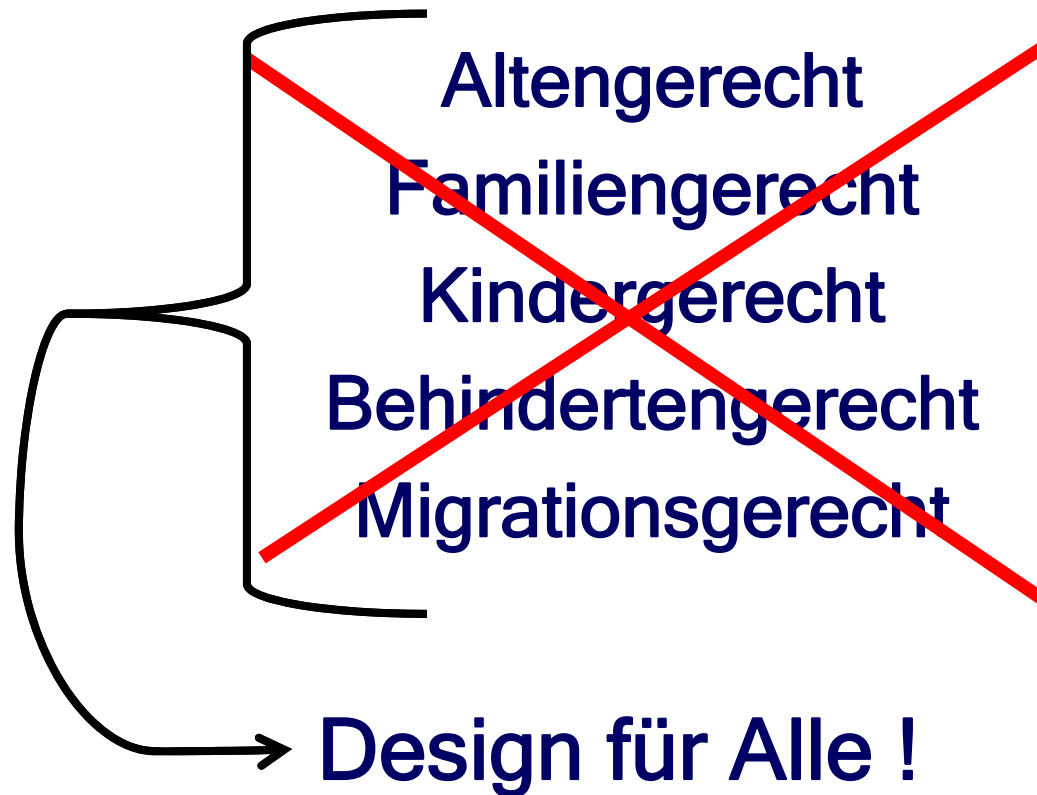 Altengerecht
Familiengerecht
Kindergerecht
Behindertengerecht
Migrationsgerecht
Design für Alle !